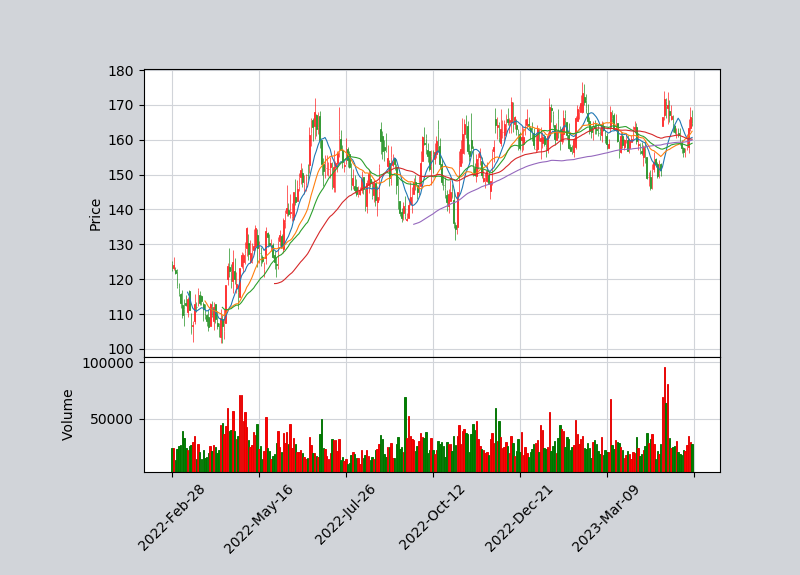 180
170
160
150
140
130
120
110
100
Price
100000
50000
Volume
2022-Feb-28
2022-May-16
2022-Jul-26
2022-Oct-12
2022-Dec-21
2023-Mar-09